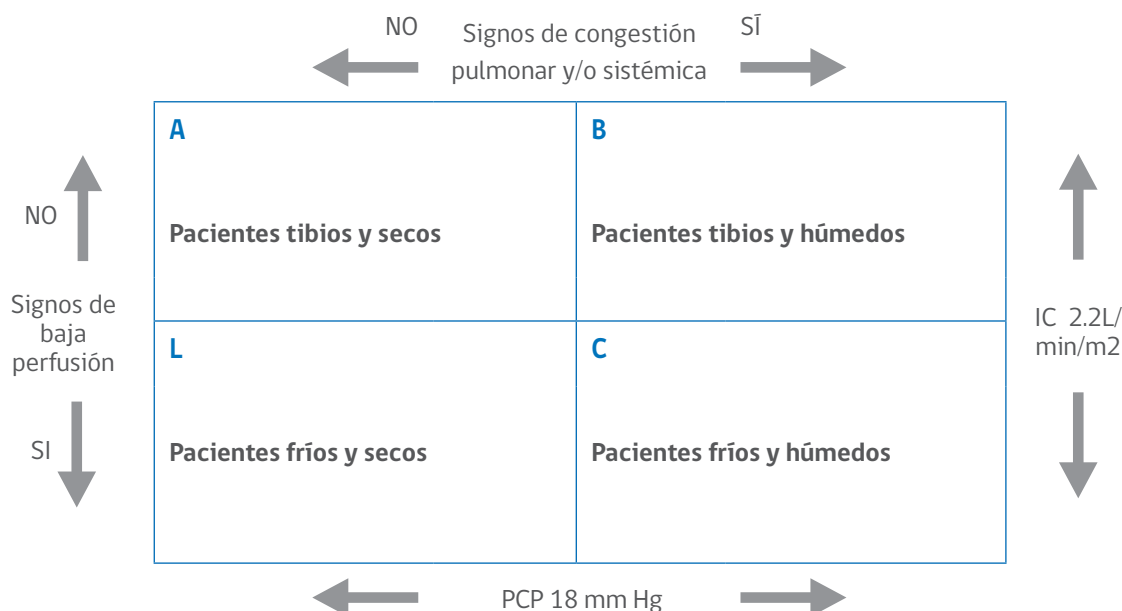 NO
Signos de congestión
pulmonar y/o sistémica
SÍ
A
Pacientes tibios y secos
B
Pacientes tibios y húmedos
NO
Signos de
baja
perfusión
SI
L
Pacientes fríos y secos
C
Pacientes fríos y húmedos
IC 2.2L/
min/m2
PCP 18 mm Hg